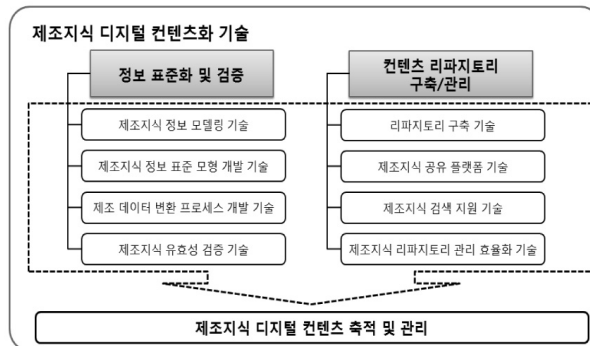 제조지식 디지털 컨텐츠화 기술
정보 표준화 및 검증
제조지식 정보 모델링 기술
제조지식 정보 표준 모형 개발 기술
제조 데이터 변환 프로세스 개발 기술
제조지식 유효성 검증 기술
컨텐츠 리파지토리
구축/관리
리파지토리 구축 기술
제조지식 공유 플랫폼 기술
제조지식 검색 지원 기술
제조지식 리파지토리 관리 효율화 기술
제조지식 디지털 컨텐츠 축적 및 관리